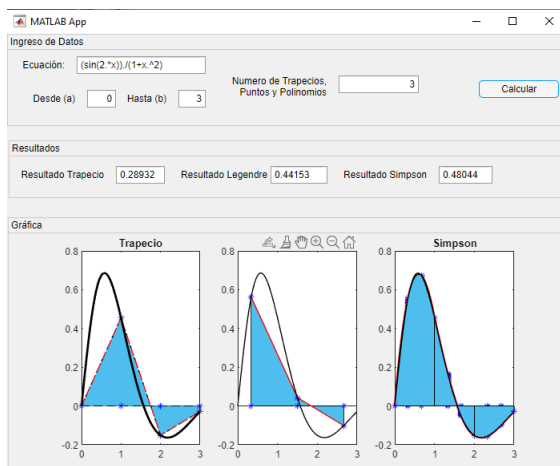 MATLAB App
Ingreso de Datos
Ecuación: (sin(2.*x))./(1+x.^2)
Desde (a) 0 Hasta (b) 3
Numero de Trapecios,
Puntos y Polinomios
3
Calcular
Resultados
Resultado Trapecio 0.28932 Resultado Legendre 0.44153 Resultado Simpson 0.48044
Gráfica
Trapecio
0.8
0.6
0.4
0.2
0
-0.2
0 1 2 3
0.8
0.6
0.4
0.2
0
-0.2
0 1 2 3
Simpson
0.8
0.6
0.4
0.2
0
-0.2
0 1 2 3